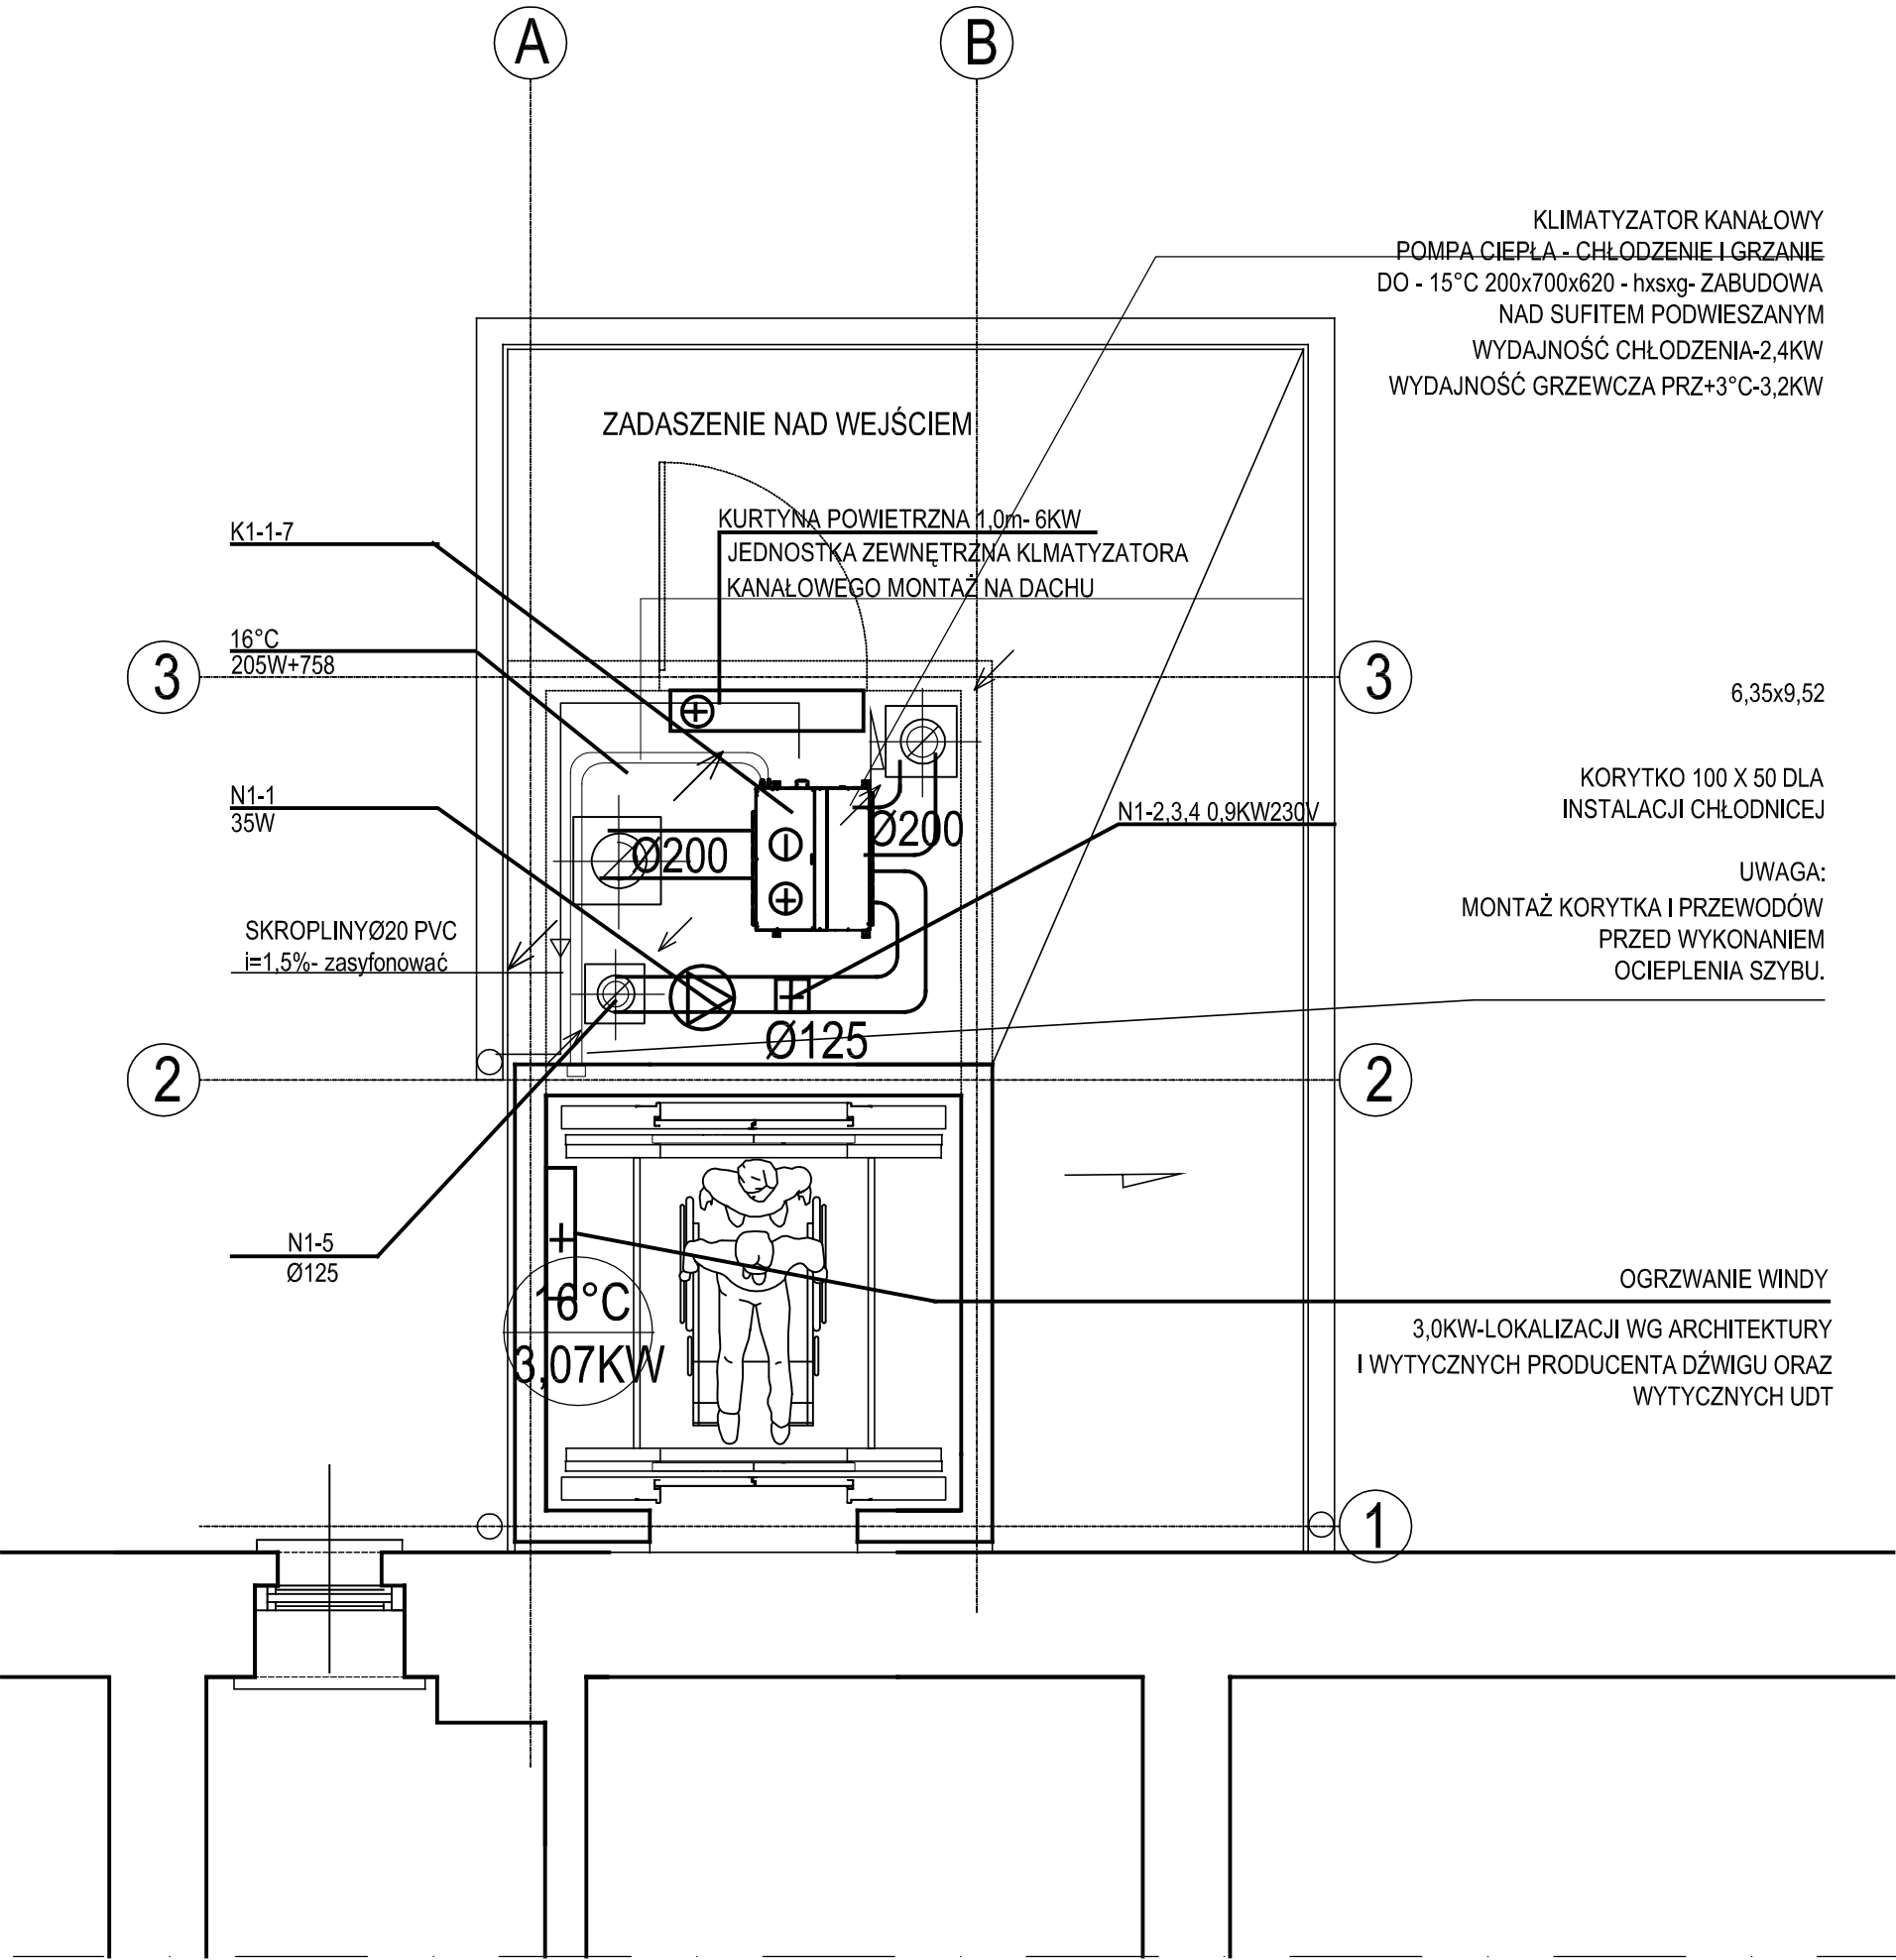 A
B
KLIMATYZATOR KANAŁOWY
POMPA CIEPŁA - CHŁODZENIE I GRZANIE
DO - 15°C 200x700x620 - hxsxg- ZABUDOWA
NAD SUFITEM PODWIESZANYM
WYDAJNOŚĆ CHŁODZENIA-2,4KW
WYDAJNOŚĆ GRZEWCZA PRZ+3°C-3,2KW
ZADASZENIE NAD WEJŚCIEM
K1-1-7
KURTYNA POWIETRZNA 1,0m- 6KW
JEDNOSTKA ZEWNĘTRZNA KLMATYZATORA
KANAŁOWEGO MONTAŻ NA DACHU
16°C
205W+758
3
3
6,35x9,52
KORYTKO 100 X 50 DLA
INSTALACJI CHŁODNICEJ
N1-1
35W
N1-2,3,4 0,9KW230V
Ø200
Ø200
UWAGA:
MONTAŻ KORYTKA I PRZEWODÓW
PRZED WYKONANIEM
OCIEPLENIA SZYBU.
SKROPLINYØ20 PVC
i=1,5%- zasyfonować
Ø125
2
2
N1-5
Ø125
16°C
3,07KW
OGRZWANIE WINDY
3,0KW-LOKALIZACJI WG ARCHITEKTURY
I WYTYCZNYCH PRODUCENTA DŹWIGU ORAZ
WYTYCZNYCH UDT
1